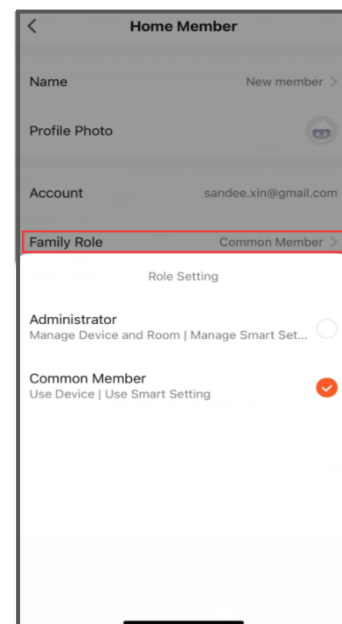 Home Member
Name New member >
Profile Photo
Account sandee.xin@gmail.com
Family Role Common Member >
Role Setting
Administrator
Manage Device and Room | Manage Smart Set...
Common Member
Use Device | Use Smart Setting